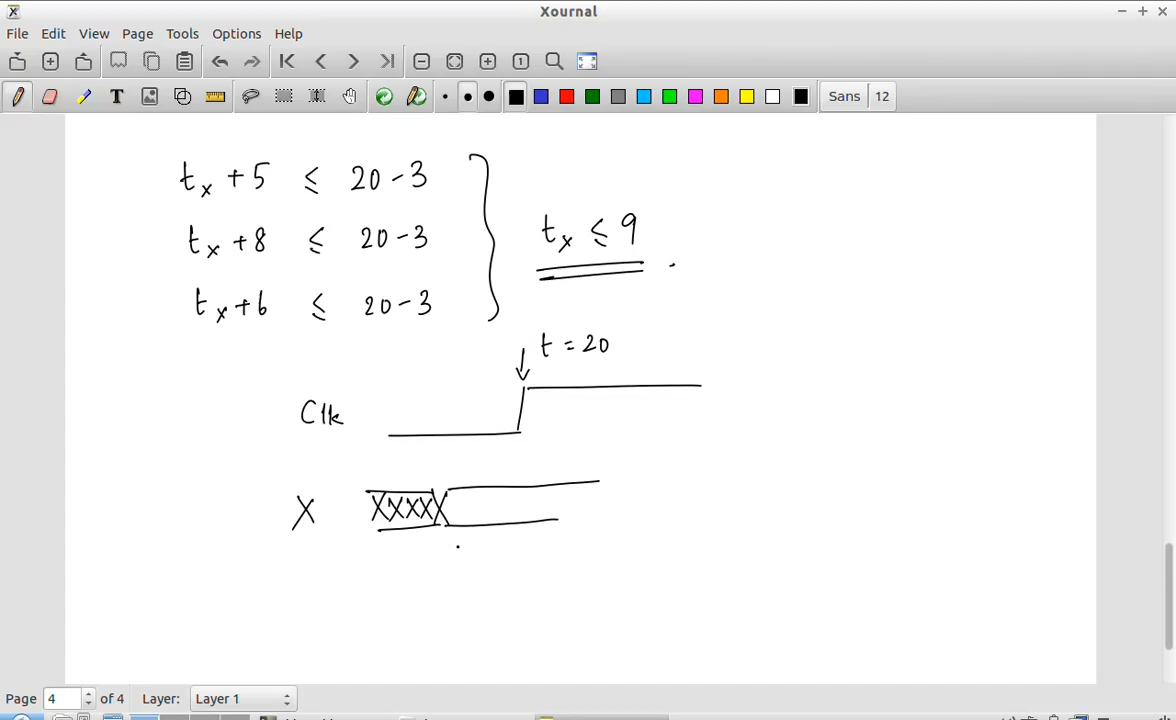 Xournal
File Edit View Page Tools Options Help
Sans 12
tx + 5 ≤ 20 - 3
tx + 8 ≤ 20 - 3
tx + 6 ≤ 20 - 3
tx ≤ 9
t = 20
Clk
X XXXXX
Page 4 of 4 Layer: Layer 1